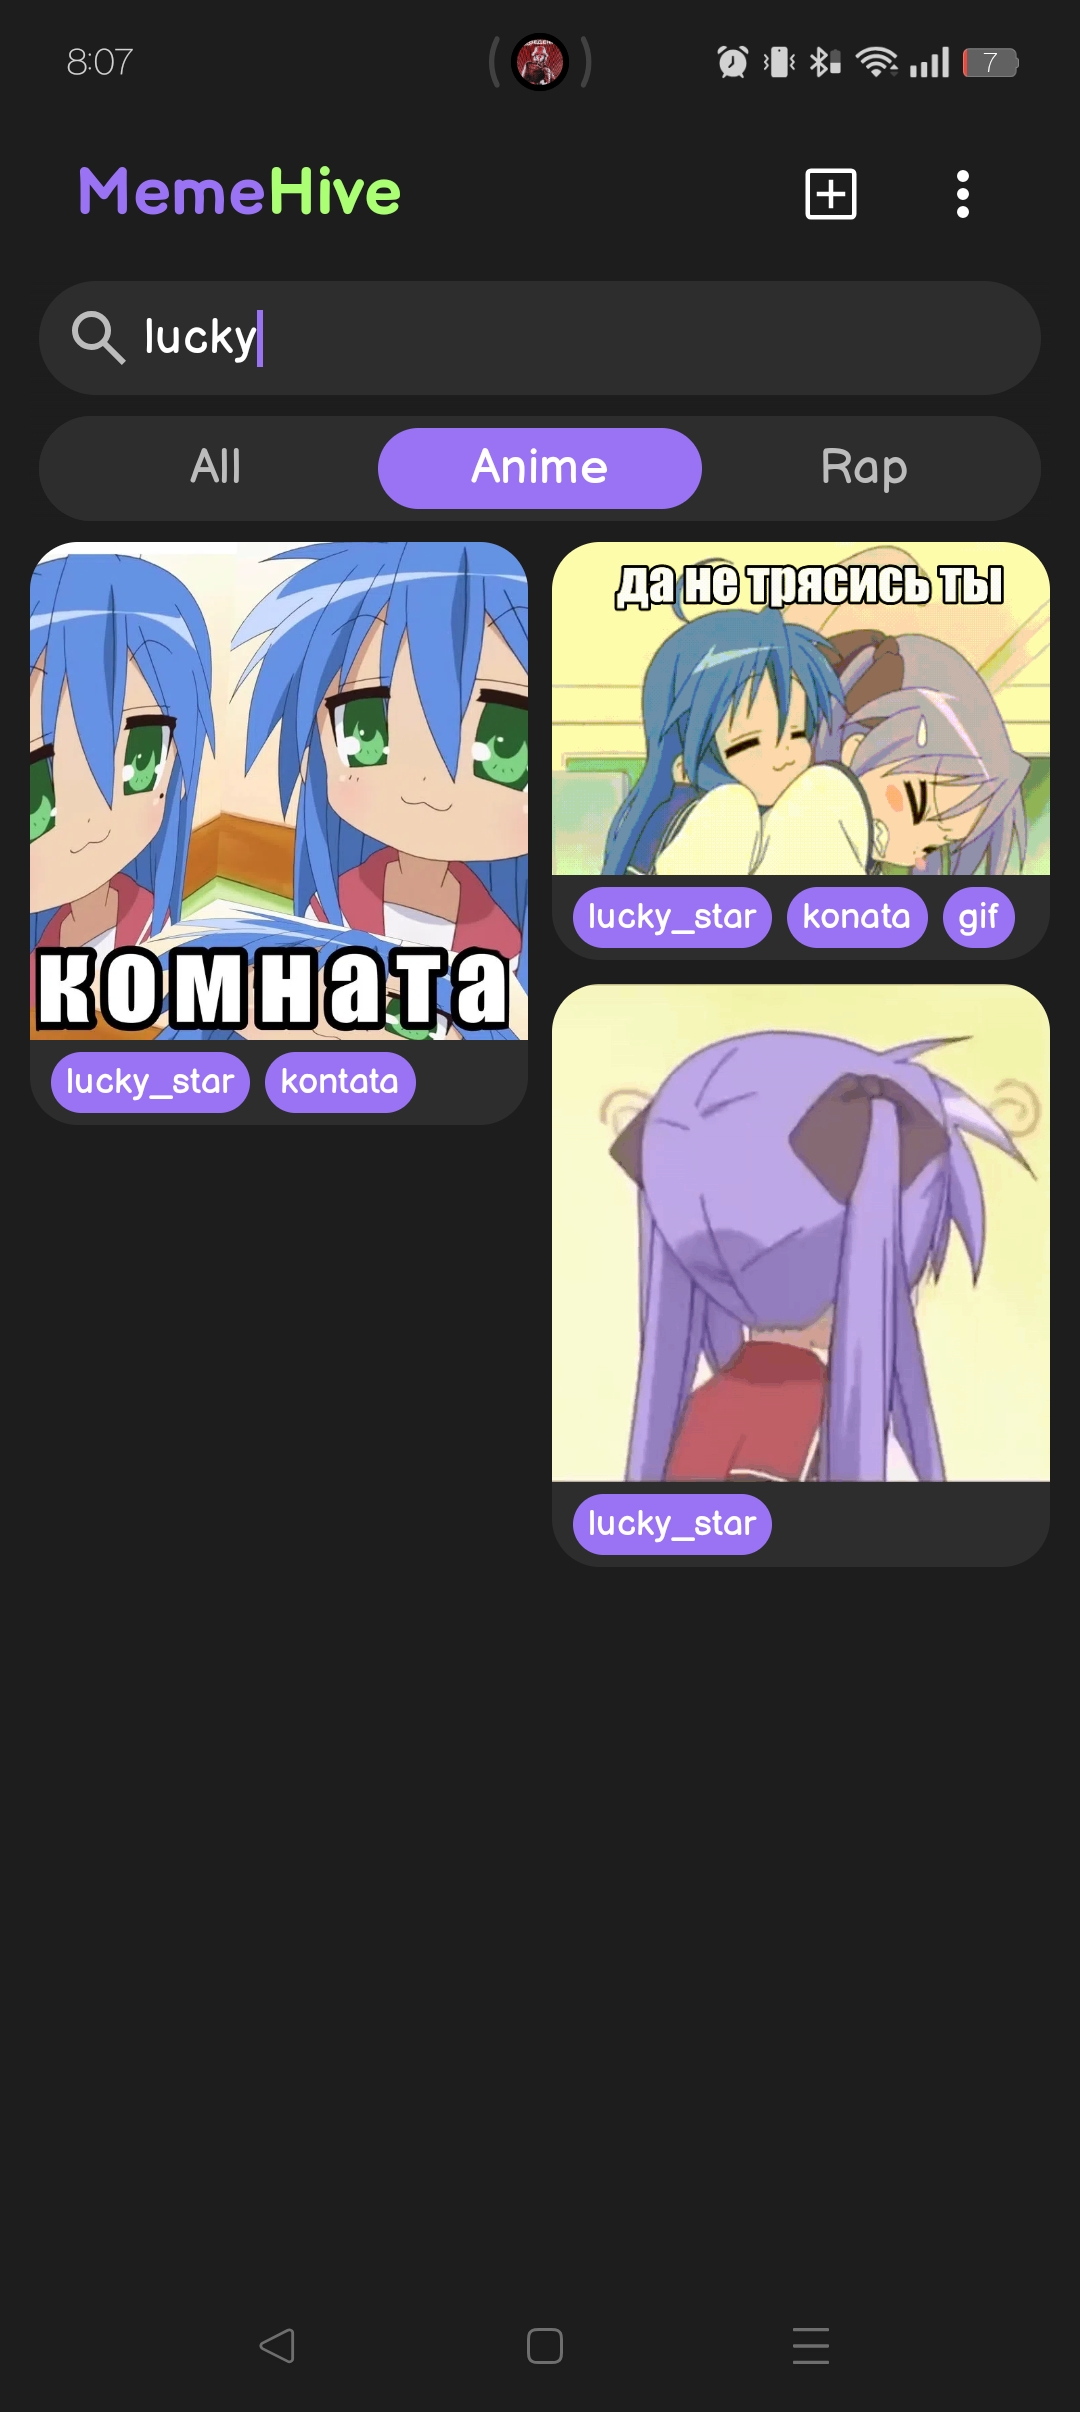 8:07
7
MemeHive
lucky
All
Anime
Rap
комната
lucky_star
kontata
да не трясись ты
lucky_star
konata
gif
lucky_star